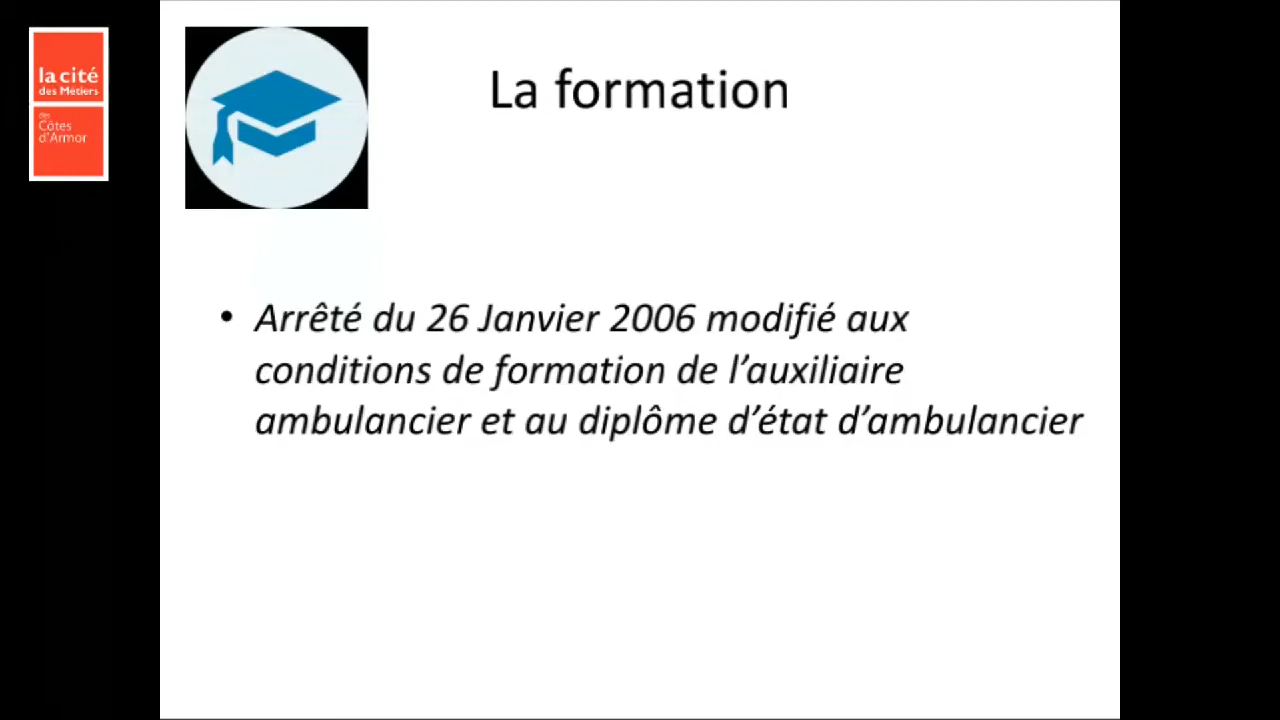 la cité
des Métiers
des
Côtes
d'Armor
La formation
• Arrêté du 26 Janvier 2006 modifié aux
conditions de formation de l'auxiliaire
ambulancier et au diplôme d'état d'ambulancier